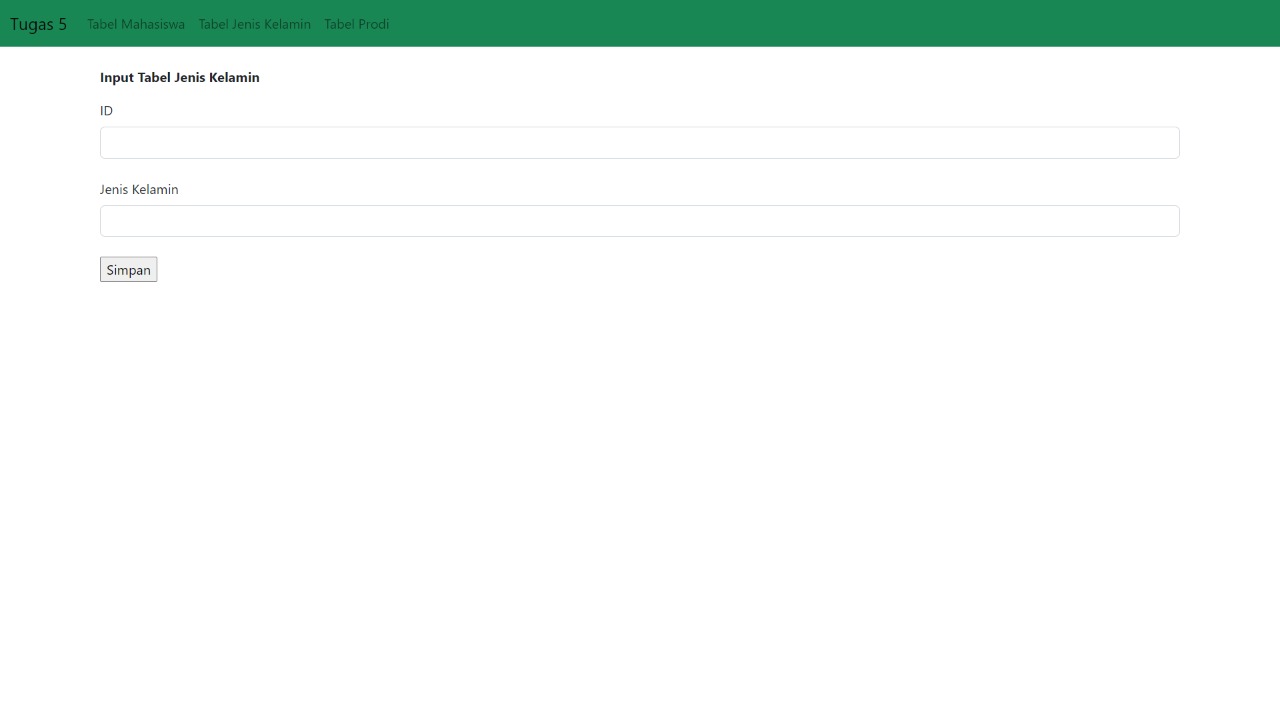 Tugas 5 Tabel Mahasiswa Tabel Jenis Kelamin Tabel Prodi
Input Tabel Jenis Kelamin
ID
Jenis Kelamin
Simpan